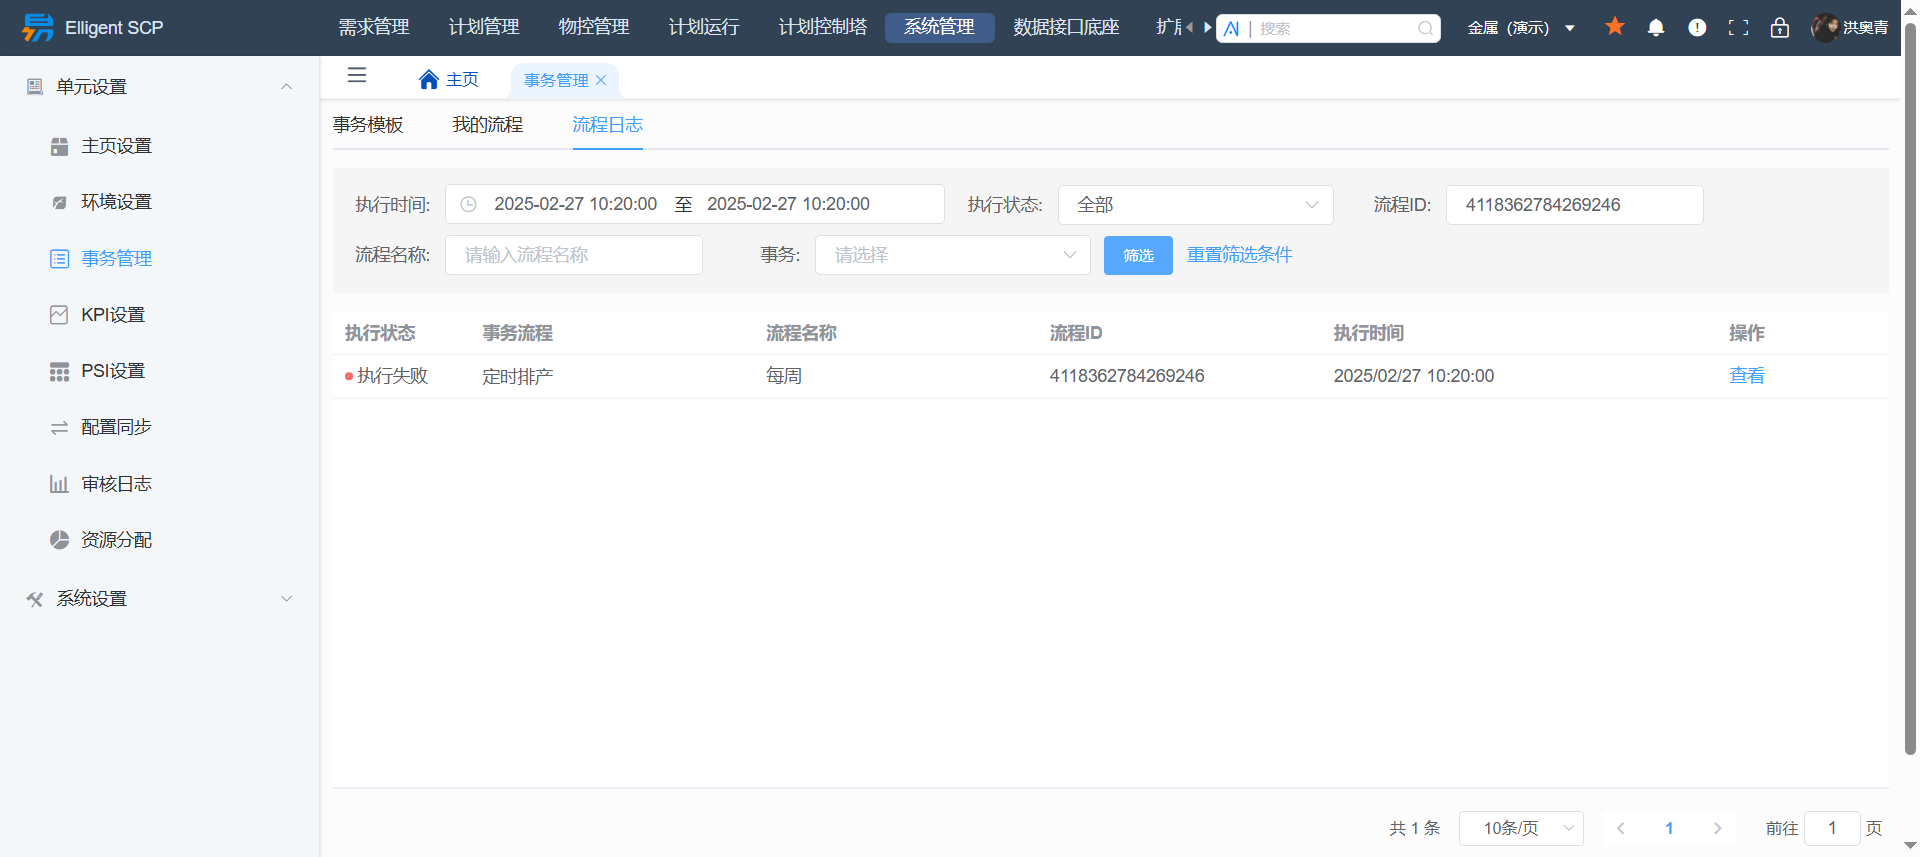 Elligent SCP
需求管理 计划管理 物控管理 计划运行 计划控制塔 系统管理 数据接口底座 扩
AI | 搜索
金属 (演示)
洪奥青
单元设置
主页设置
环境设置
事务管理
KPI设置
PSI设置
配置同步
审核日志
资源分配
系统设置
主页 事务管理
事务模板 我的流程 流程日志
执行时间: 2025-02-27 10:20:00 至 2025-02-27 10:20:00 执行状态: 全部 流程ID: 4118362784269246
流程名称: 请输入流程名称 事务: 请选择 筛选 重置筛选条件
执行状态 事务流程 流程名称 流程ID 执行时间 操作
执行失败 定时排产 每周 4118362784269246 2025/02/27 10:20:00 查看
共 1 条 10条/页 1 前往 1 页